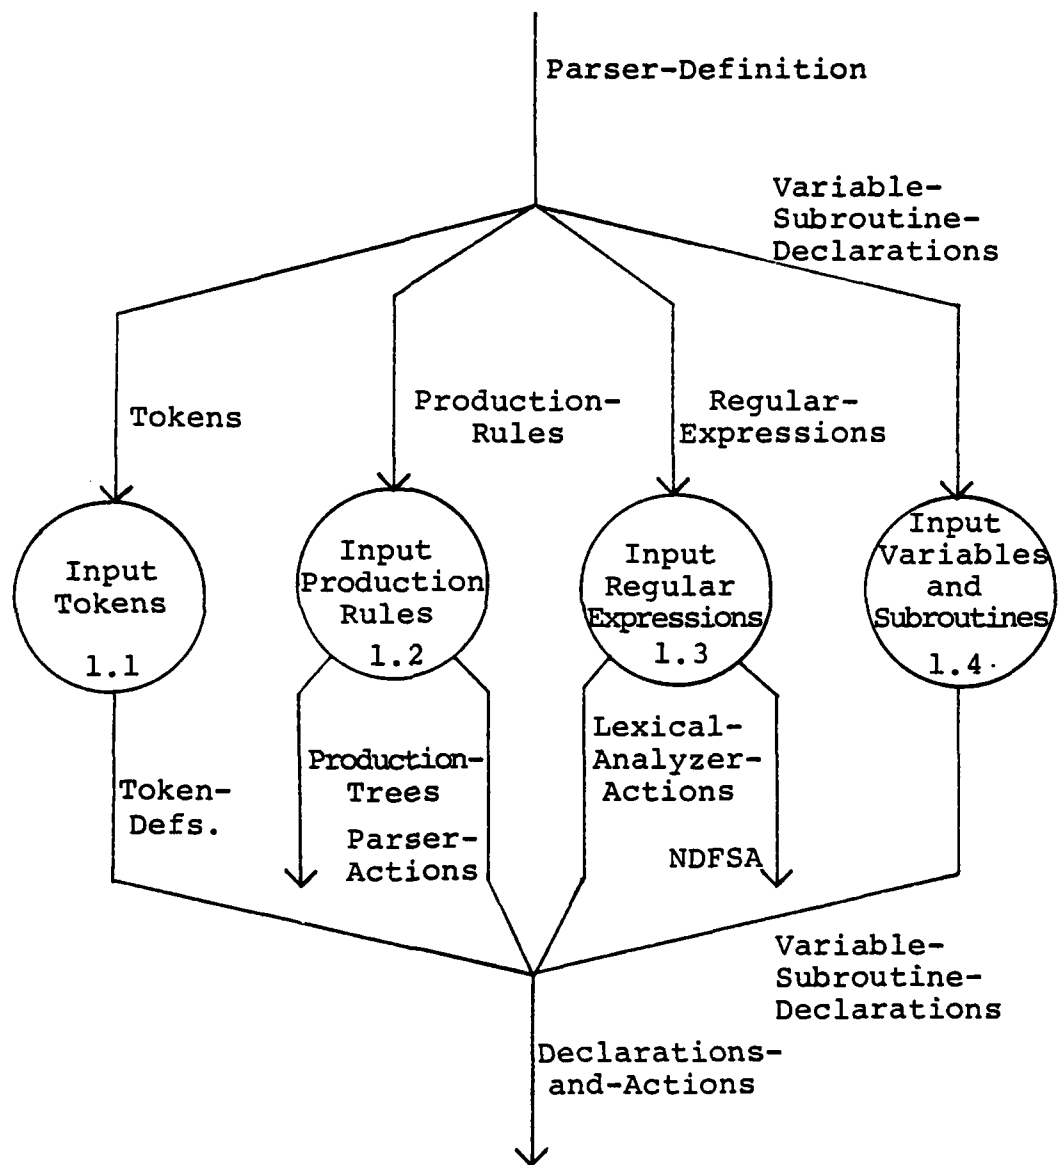 Parser-Definition
Variable-
Subroutine-
Declarations
Tokens
Production-
Rules
Regular-
Expressions
Input
Tokens
1.1
Input
Production
Rules
1.2
Input
Regular
Expressions
1.3
Input
Variables
and
Subroutines
1.4
Token-
Defs.
Production-
Trees
Parser-
Actions
Lexical-
Analyzer-
Actions
NDFSA
Variable-
Subroutine-
Declarations
Declarations-
and-Actions